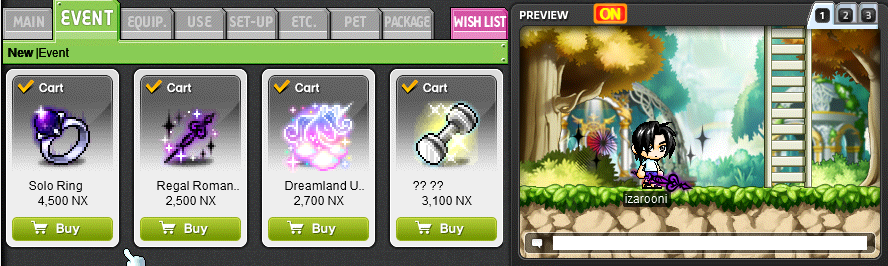 MAIN EVENT EQUIP. USE SET-UP ETC. PET PACKAGE WISH LIST
New |Event
Cart Cart Cart Cart
Solo Ring Regal Roman.. Dreamland U.. ?? ??
4,500 NX 2,500 NX 2,700 NX 3,100 NX
Buy Buy Buy Buy
PREVIEW ON 1 2 3
izarooni